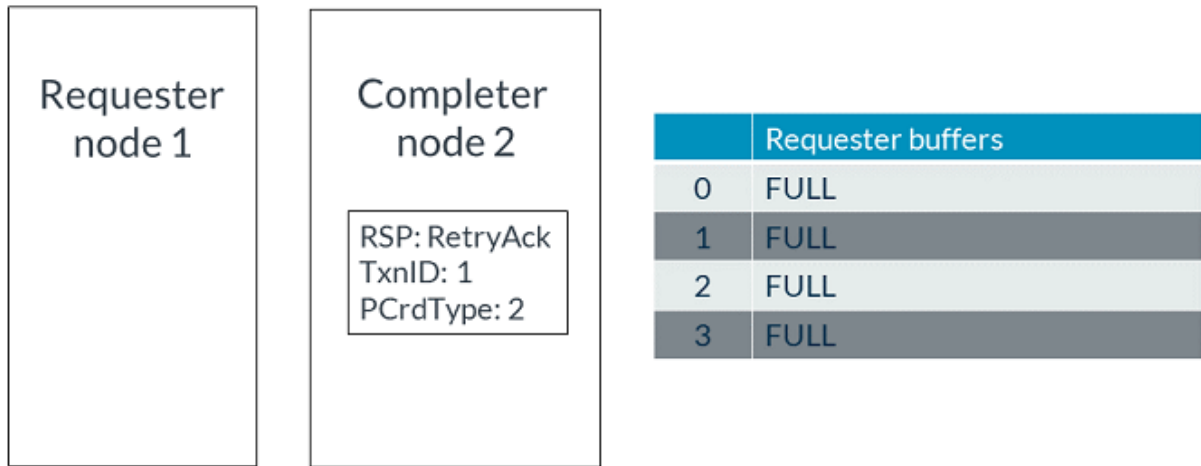 Requester
node 1
Completer
node 2
RSP: RetryAck
TxnID: 1
PCrdType: 2
Requester buffers
0 FULL
1 FULL
2 FULL
3 FULL